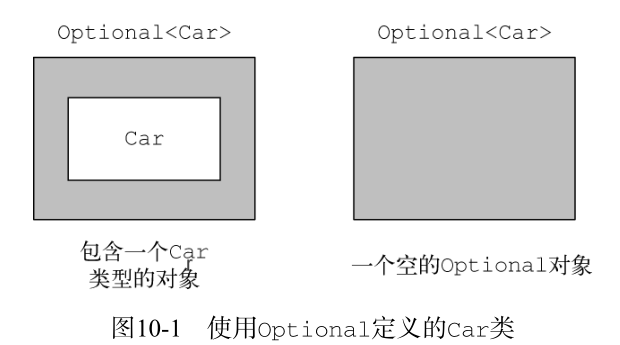 Optional<Car>
Optional<Car>
Car
包含一个Car
类型的对象
一个空的Optional对象
图10-1 使用Optional定义的Car类